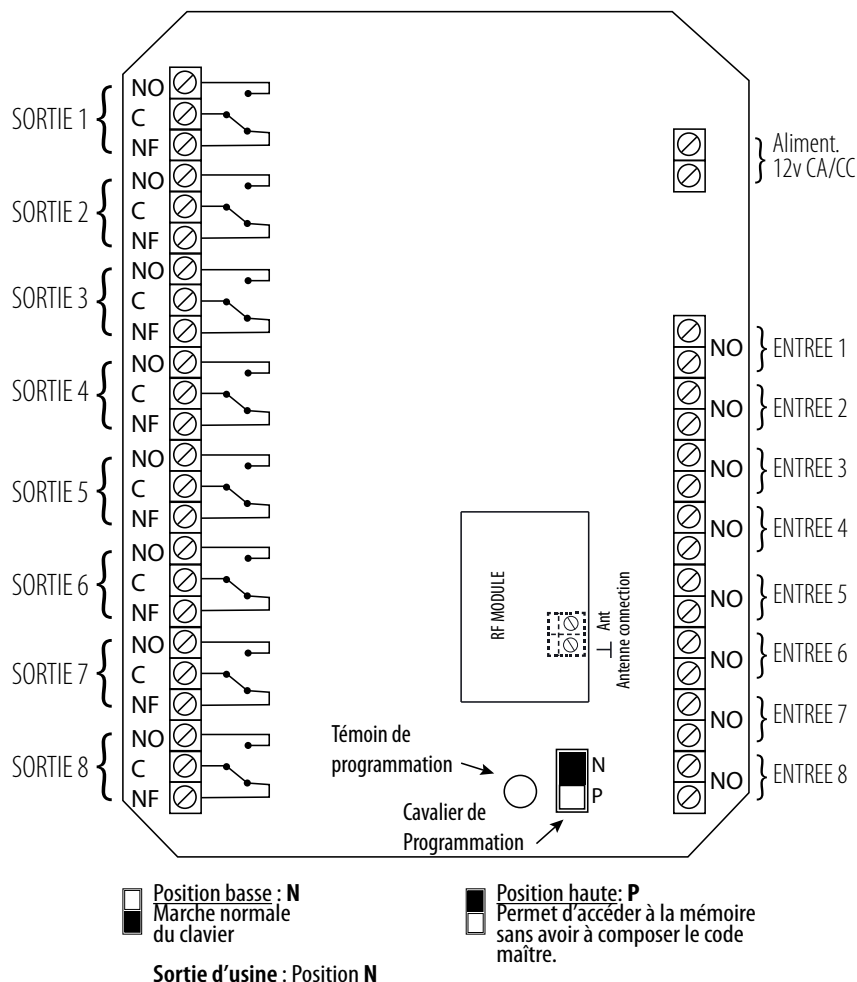 NO
SORTIE 1
C
NF
NO
SORTIE 2
C
NF
NO
SORTIE 3
C
NF
NO
SORTIE 4
C
NF
NO
SORTIE 5
C
NF
NO
SORTIE 6
C
NF
NO
SORTIE 7
C
NF
NO
SORTIE 8
C
NF
Aliment.
12v CA/CC
NO ENTREE 1
NO ENTREE 2
NO ENTREE 3
NO ENTREE 4
NO ENTREE 5
NO ENTREE 6
NO ENTREE 7
NO ENTREE 8
RF MODULE
Ant
Antenne connection
Témoin de
programmation
N
P
Cavalier de
Programmation
Position basse : N
Marche normale
du clavier
Position haute: P
Permet d'accéder à la mémoire
sans avoir à composer le code
maître.
Sortie d'usine : Position N